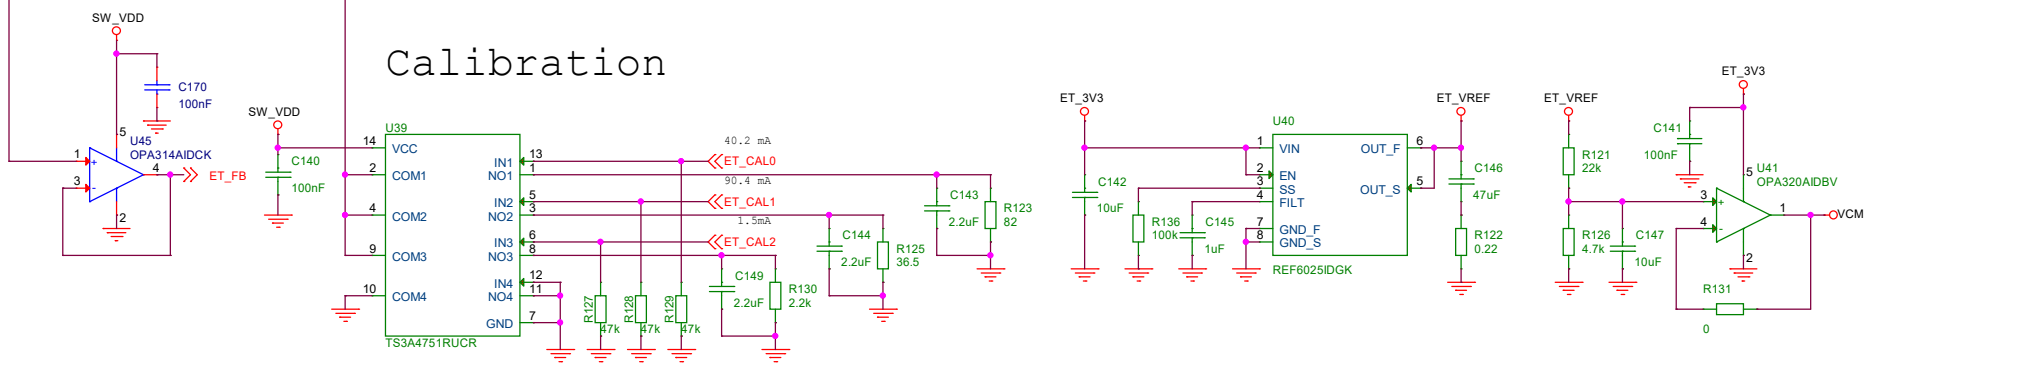 Calibration
SW_VDD
C170
100nF
5
U45
OPA314AIDCK
1
+
3
-
4
ET_FB
2
SW_VDD
C140
100nF
U39
14
VCC
2
COM1
4
COM2
9
COM3
10
COM4
IN1
13
NO1
1
IN2
5
NO2
3
IN3
6
NO3
8
IN4
12
NO4
11
GND
7
TS3A4751RUCR
40.2 mA
ET_CAL0
90.4 mA
ET_CAL1
1.5mA
ET_CAL2
R127
47k
R128
47k
R129
47k
C149
2.2uF
R130
2.2k
C144
2.2uF
R125
36.5
C143
2.2uF
R123
82
ET_3V3
C142
10uF
R136
100k
C145
1uF
U40
1
VIN
2
EN
3
SS
4
FILT
7
GND_F
8
GND_S
OUT_F
6
OUT_S
5
REF6025IDGK
ET_VREF
C146
47uF
R122
0.22
ET_VREF
R121
22k
R126
4.7k
C147
10uF
ET_3V3
C141
100nF
5
U41
OPA320AIDBV
3
+
4
-
1
VCM
2
R131
0